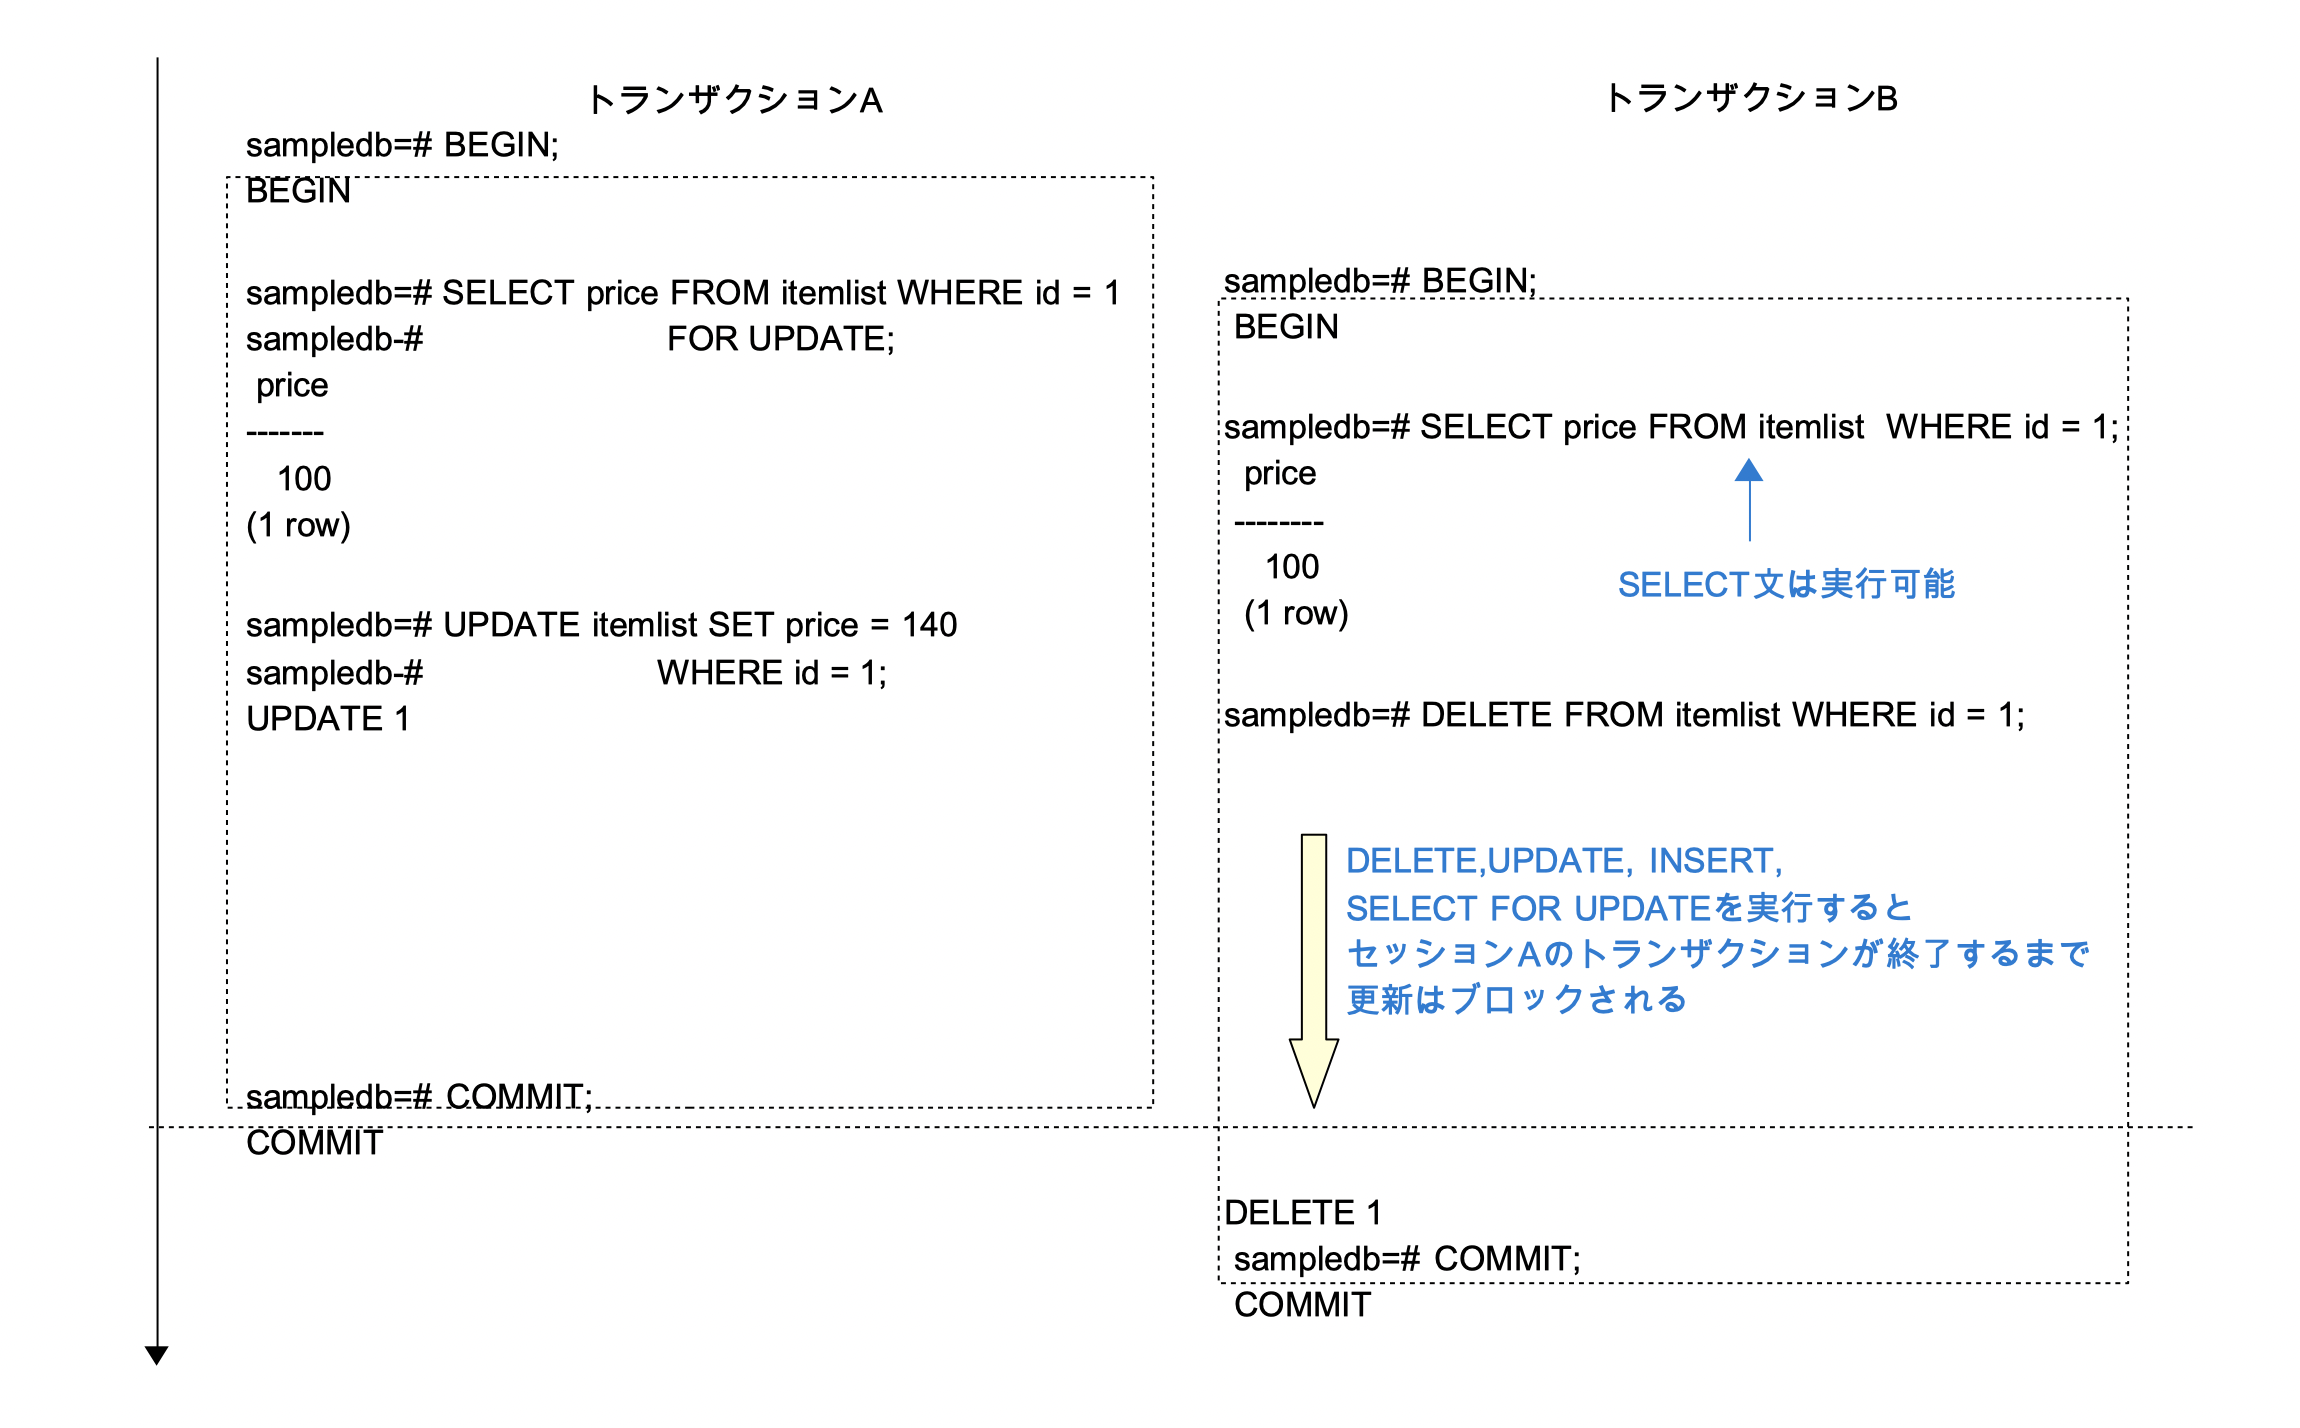 トランザクションA
sampledb=# BEGIN;
BEGIN
sampledb=# SELECT price FROM itemlist WHERE id = 1
sampledb-# FOR UPDATE;
price
-------
100
(1 row)
sampledb=# UPDATE itemlist SET price = 140
sampledb-# WHERE id = 1;
UPDATE 1
sampledb=# COMMIT;
COMMIT
トランザクションB
sampledb=# BEGIN;
BEGIN
sampledb=# SELECT price FROM itemlist WHERE id = 1;
price
--------
100
(1 row)
SELECT文は実行可能
sampledb=# DELETE FROM itemlist WHERE id = 1;
DELETE,UPDATE, INSERT,
SELECT FOR UPDATEを実行すると
セッションAのトランザクションが終了するまで
更新はブロックされる
DELETE 1
sampledb=# COMMIT;
COMMIT